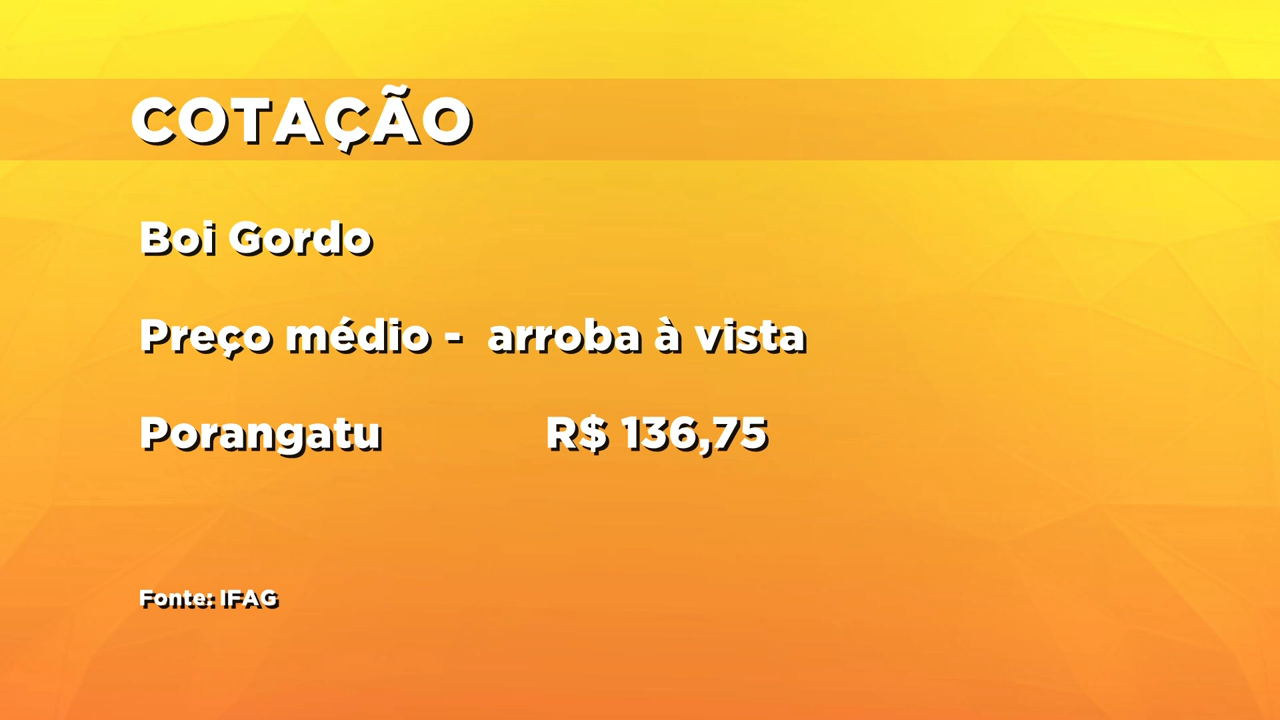 COTAÇÃO
Boi Gordo
Preço médio - arroba à vista
Porangatu R$ 136,75
Fonte: IFAG